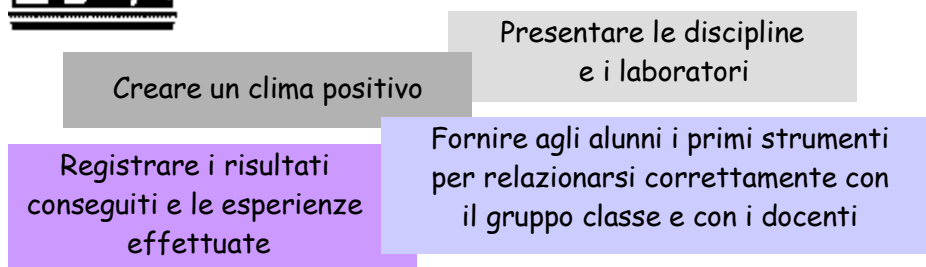 Presentare le discipline
e i laboratori
Creare un clima positivo
Fornire agli alunni i primi strumenti
per relazionarsi correttamente con
il gruppo classe e con i docenti
Registrare i risultati
conseguiti e le esperienze
effettuate